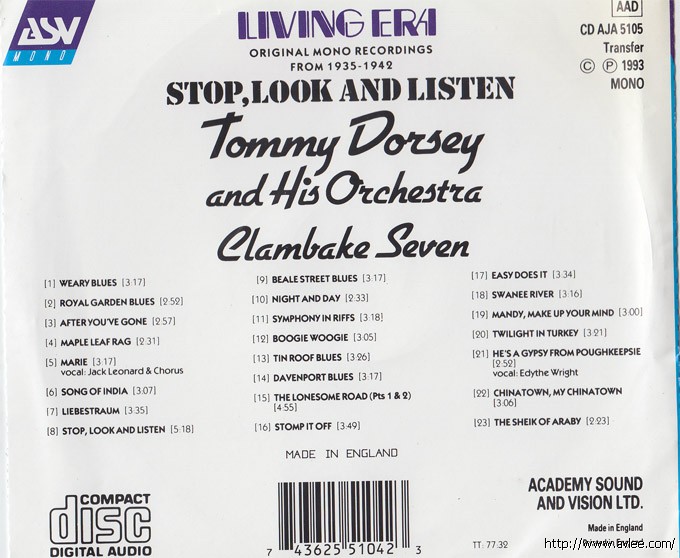 ASV
MONO
LIVING ERA
ORIGINAL MONO RECORDINGS
FROM 1935-1942
STOP, LOOK AND LISTEN
Tommy Dorsey
and His Orchestra
Clambake Seven
AAD
CD AJA 5105
Transfer
© ℗ 1993
MONO
[1] WEARY BLUES [3:17]
[2] ROYAL GARDEN BLUES [2:52]
[3] AFTER YOU'VE GONE [2:57]
[4] MAPLE LEAF RAG [2:31]
[5] MARIE [3:17]
vocal: Jack Leonard & Chorus
[6] SONG OF INDIA [3:07]
[7] LIEBESTRAUM [3.35]
[8] STOP, LOOK AND LISTEN [5:18]
[9] BEALE STREET BLUES [3:17]
[10] NIGHT AND DAY [2:33]
[11] SYMPHONY IN RIFFS [3:18]
[12] BOOGIE WOOGIE [3:05]
[13] TIN ROOF BLUES [3:26]
[14] DAVENPORT BLUES [3:17]
[15] THE LONESOME ROAD (Pts 1 & 2)
[4:55]
[16] STOMP IT OFF [3:49]
[17] EASY DOES IT [3.34]
[18] SWANEE RIVER [3:16]
[19] MANDY, MAKE UP YOUR MIND [3:00]
[20] TWILIGHT IN TURKEY [3:21]
[21] HE'S A GYPSY FROM POUGHKEEPSIE
[2:52]
vocal: Edythe Wright
[22] CHINATOWN, MY CHINATOWN
[3:06]
[23] THE SHEIK OF ARABY [2:23]
MADE IN ENGLAND
COMPACT
disc
DIGITAL AUDIO
7 43625 51042 3
TT: 77.32
ACADEMY SOUND
AND VISION LTD.
Made in England
http://www.avlee.com/